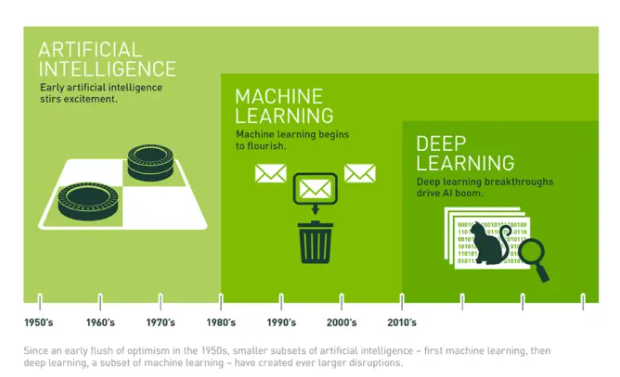 ARTIFICIAL
INTELLIGENCE
Early artificial intelligence
stirs excitement.
MACHINE
LEARNING
Machine learning begins
to flourish.
DEEP
LEARNING
Deep learning breakthroughs
drive AI boom.
1950's 1960's 1970's 1980's 1990's 2000's 2010's
Since an early flush of optimism in the 1950s, smaller subsets of artificial intelligence – first machine learning, then
deep learning, a subset of machine learning – have created ever larger disruptions.